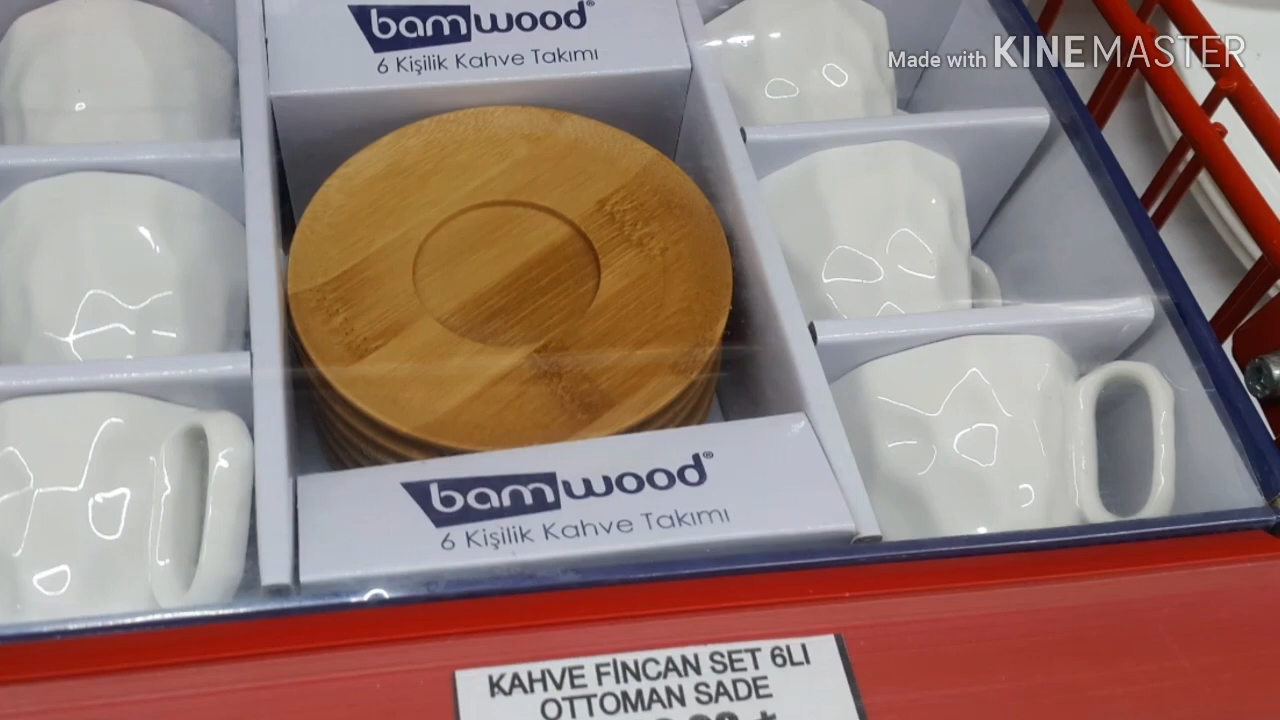 bamwood®
6 Kişilik Kahve Takımı
Made with KINEMASTER
bamwood®
6 Kişilik Kahve Takımı
KAHVE FİNCAN SET 6LI
OTTOMAN SADE